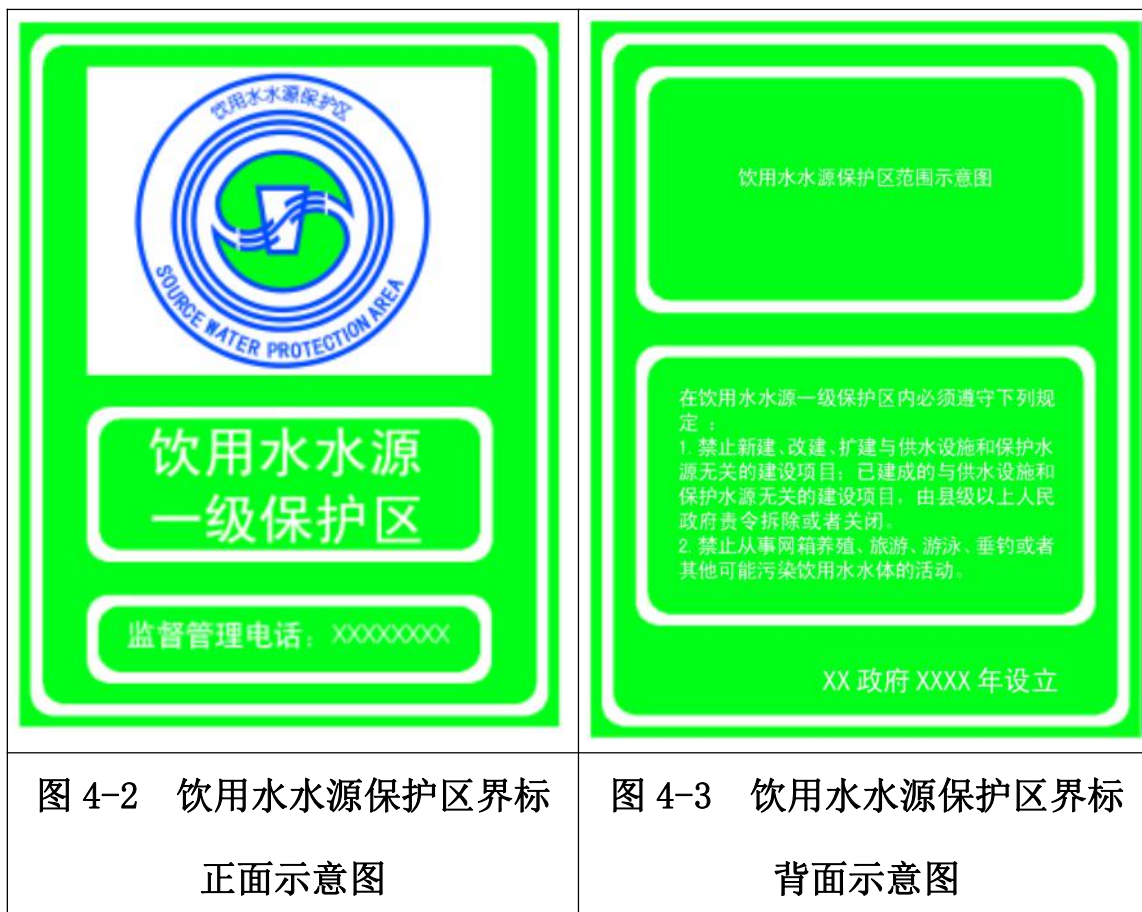 饮用水水源保护区
SOURCE WATER PROTECTION AREA
饮用水水源
一级保护区
监督管理电话：XXXXXXXX
饮用水水源保护区范围示意图
在饮用水水源一级保护区内必须遵守下列规
定 ：
1. 禁止新建、改建、扩建与供水设施和保护水
源无关的建设项目；已建成的与供水设施和
保护水源无关的建设项目，由县级以上人民
政府责令拆除或者关闭。
2. 禁止从事网箱养殖、旅游、游泳、垂钓或者
其他可能污染饮用水水体的活动。
XX 政府 XXXX 年设立
图 4-2 饮用水水源保护区界标
正面示意图
图 4-3 饮用水水源保护区界标
背面示意图